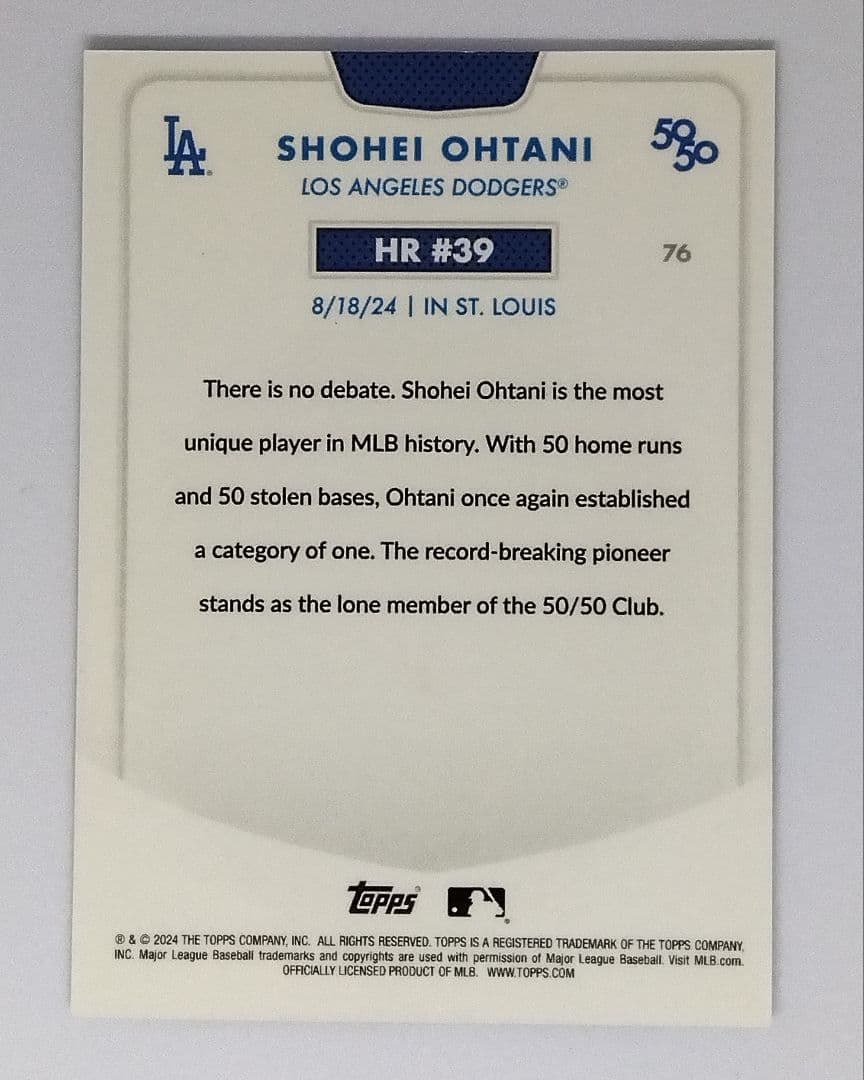 LA
SHOHEI OHTANI
50/50
LOS ANGELES DODGERS®
HR #39
76
8/18/24 | IN ST. LOUIS
There is no debate. Shohei Ohtani is the most
unique player in MLB history. With 50 home runs
and 50 stolen bases, Ohtani once again established
a category of one. The record-breaking pioneer
stands as the lone member of the 50/50 Club.
Topps®
® & © 2024 THE TOPPS COMPANY, INC. ALL RIGHTS RESERVED. TOPPS IS A REGISTERED TRADEMARK OF THE TOPPS COMPANY,
INC. Major League Baseball trademarks and copyrights are used with permission of Major League Baseball. Visit MLB.com.
OFFICIALLY LICENSED PRODUCT OF MLB. WWW.TOPPS.COM